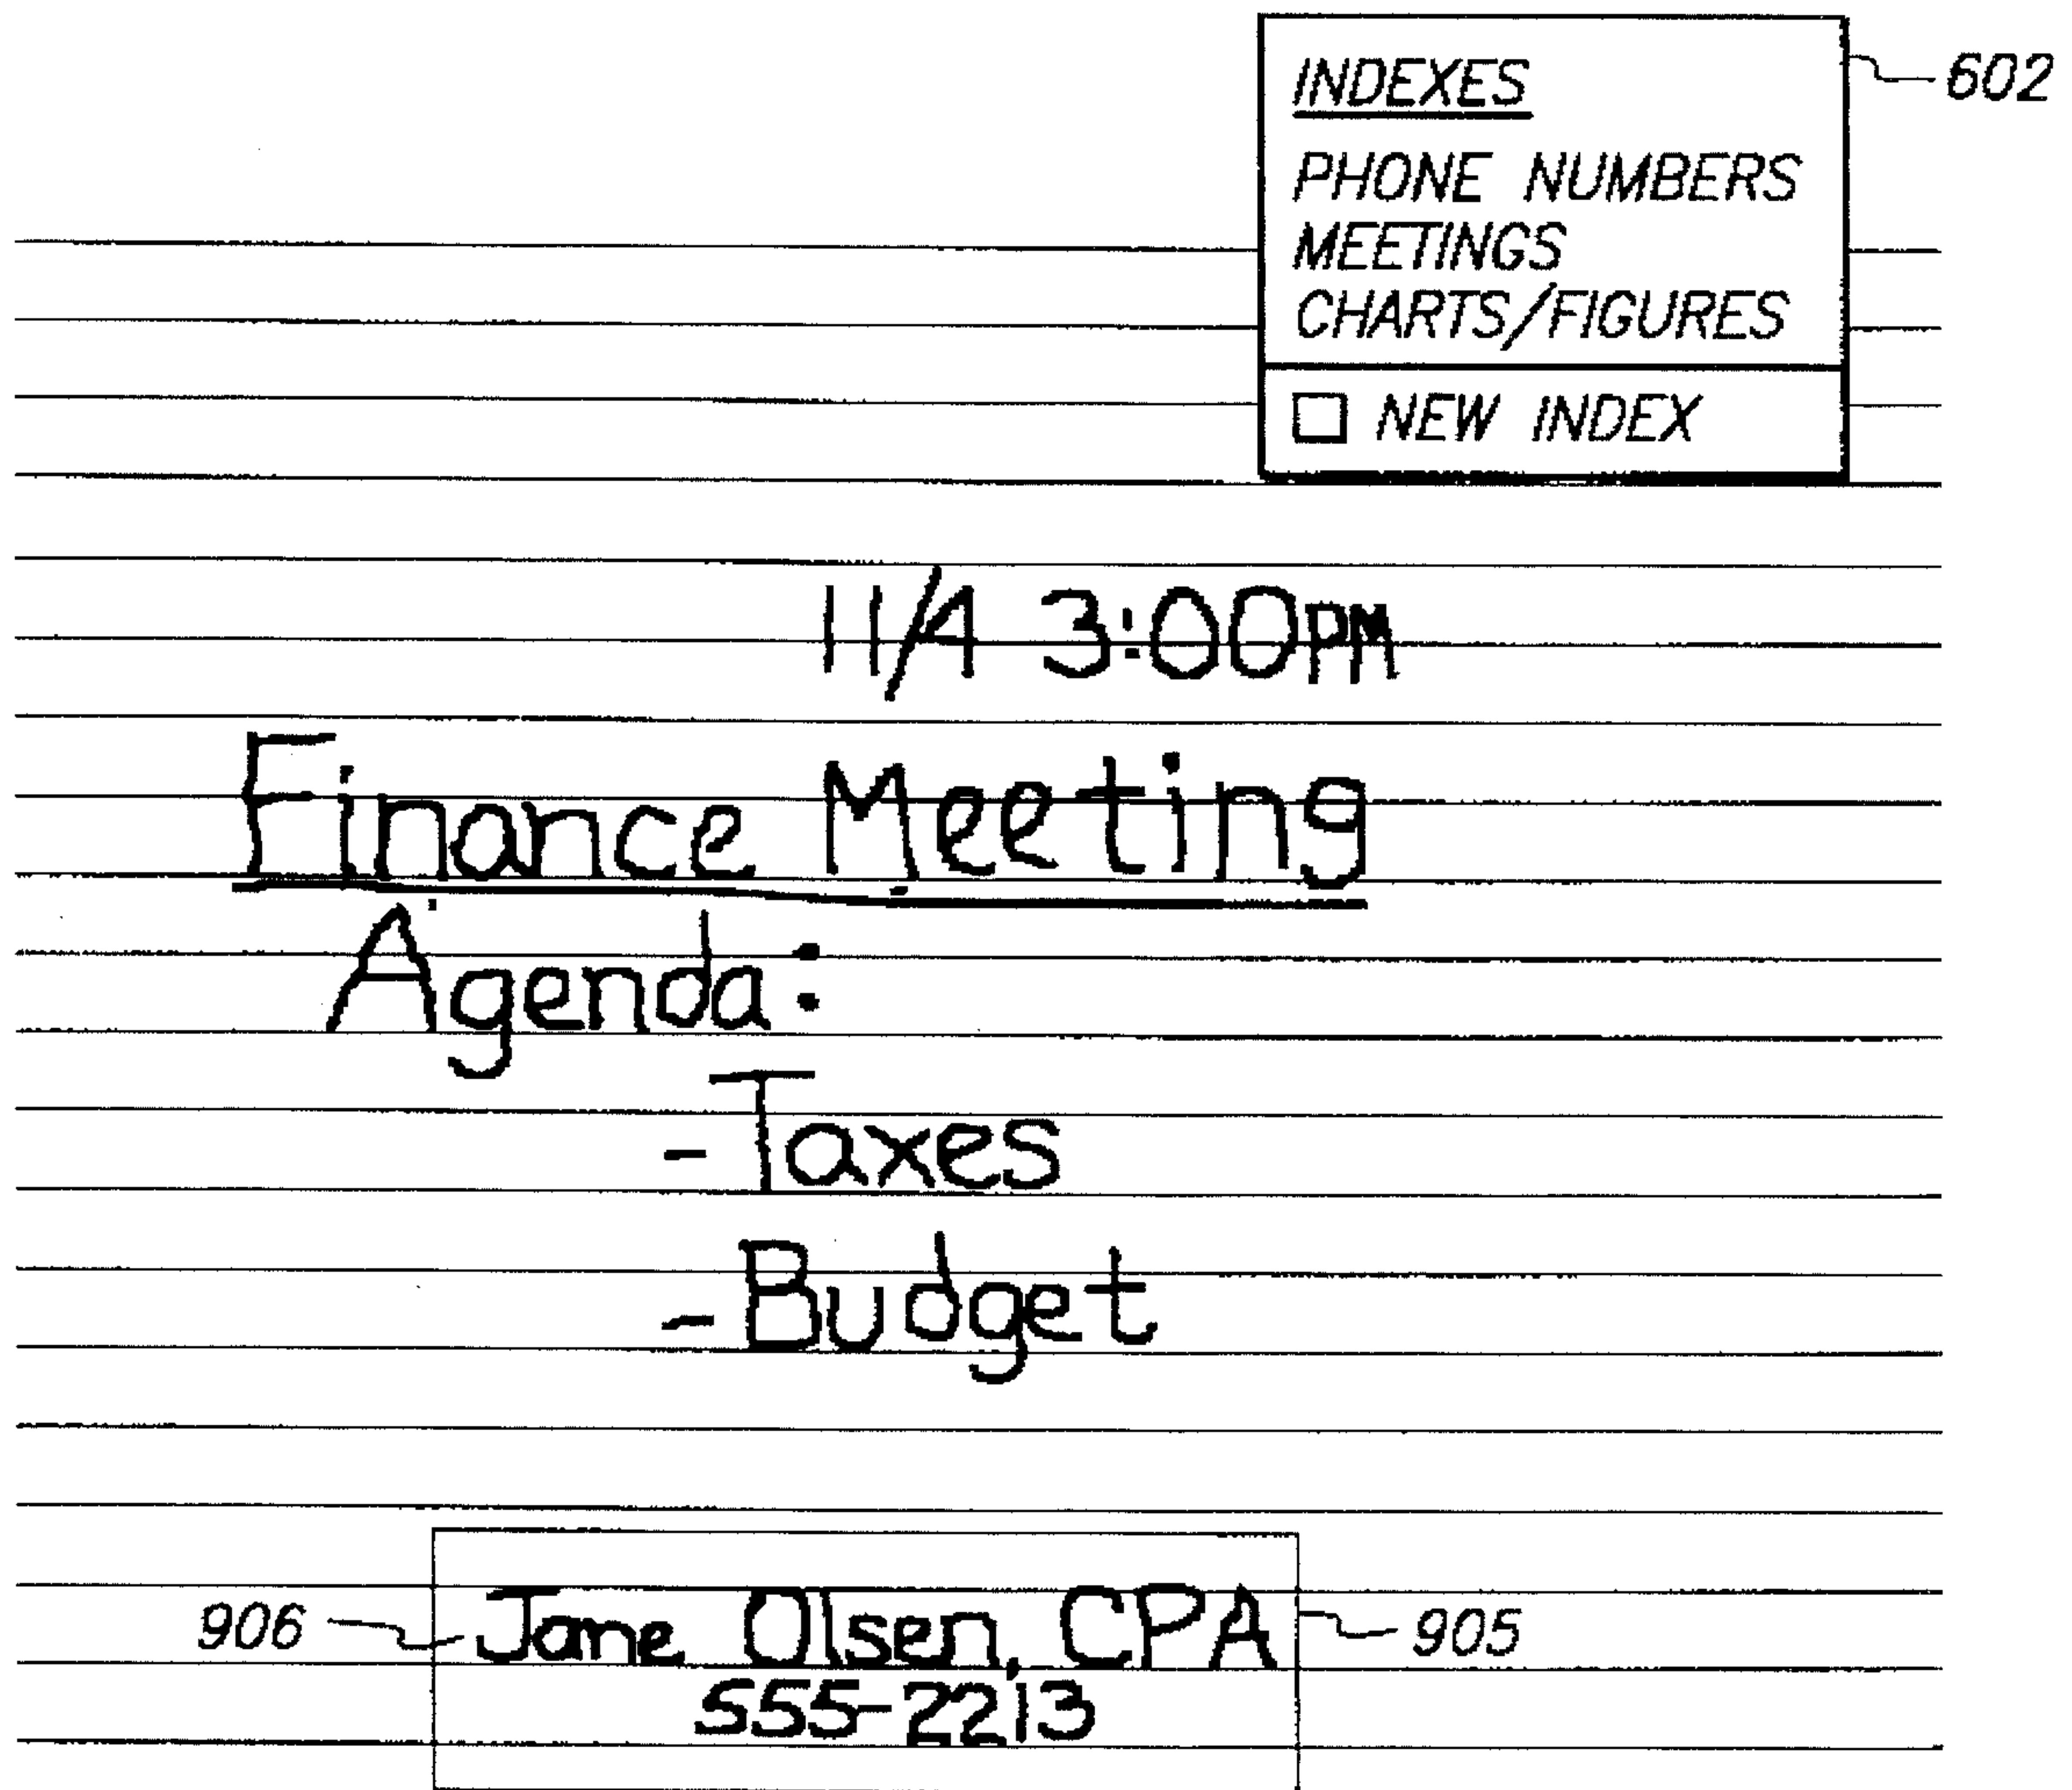 INDEXES
602
PHONE NUMBERS
MEETINGS
CHARTS/FIGURES
NEW INDEX
11/4 3:00PM
Finance Meeting
Agenda:
-Taxes
-Budget
906 Jane Olsen, CPA 905
555-2213